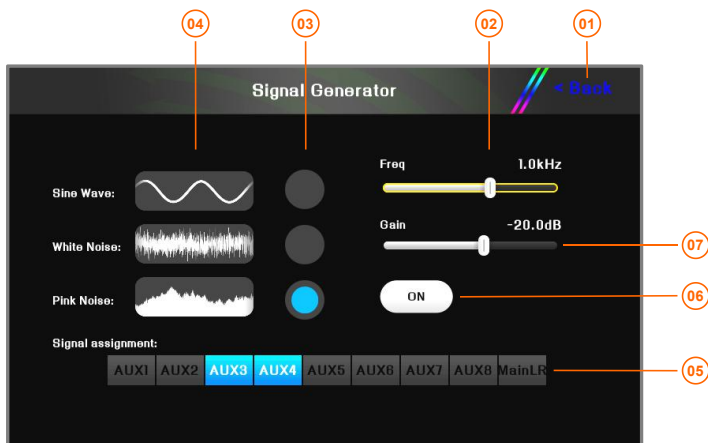 04 03 02 01
Signal Generator
< Back
Freq 1.0kHz
Sine Wave:
Gain -20.0dB
White Noise:
07
Pink Noise:
ON
06
Signal assignment:
AUX1 AUX2 AUX3 AUX4 AUX5 AUX6 AUX7 AUX8 MainLR
05